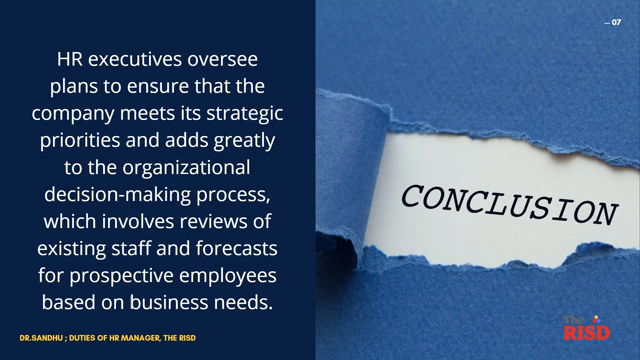 HR executives oversee
plans to ensure that the
company meets its strategic
priorities and adds greatly
to the organizational
decision-making process,
which involves reviews of
existing staff and forecasts
for prospective employees
based on business needs.
DR.SANDHU ; DUTIES OF HR MANAGER, THE RISD
— 07
CONCLUSION
The
RISD